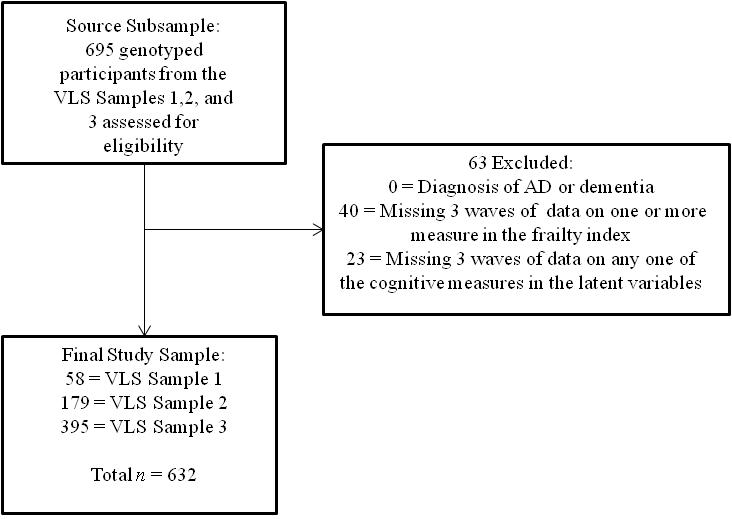 Source Subsample:
695 genotyped
participants from the
VLS Samples 1,2, and
3 assessed for
eligibility
63 Excluded:
0 = Diagnosis of AD or dementia
40 = Missing 3 waves of data on one or more
measure in the frailty index
23 = Missing 3 waves of data on any one of
the cognitive measures in the latent variables
Final Study Sample:
58 = VLS Sample 1
179 = VLS Sample 2
395 = VLS Sample 3
Total n = 632